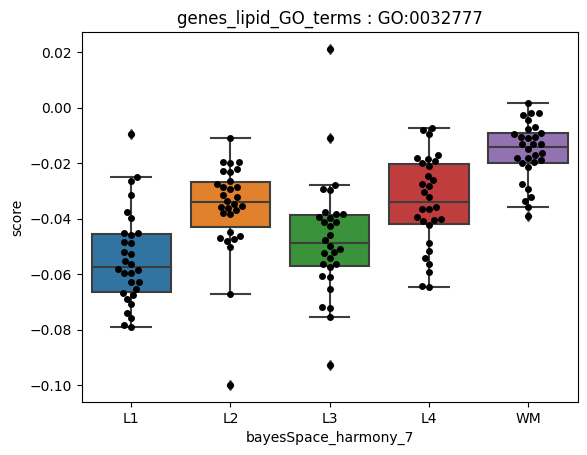 genes_lipid_GO_terms : GO:0032777
0.02
0.00
−0.02
−0.04
−0.06
−0.08
−0.10
score
L1 L2 L3 L4 WM
bayesSpace_harmony_7